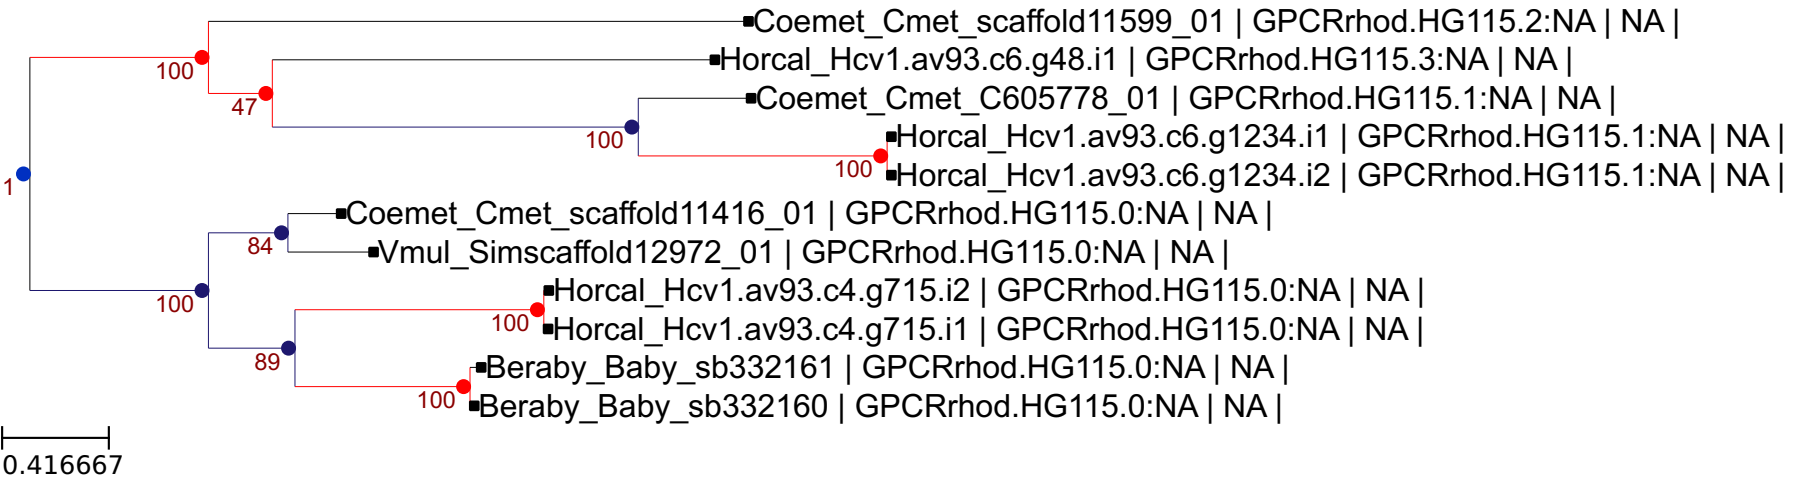 Coemet_Cmet_scaffold11599_01 | GPCRrhod.HG115.2:NA | NA |
100
Horcal_Hcv1.av93.c6.g48.i1 | GPCRrhod.HG115.3:NA | NA |
47
Coemet_Cmet_C605778_01 | GPCRrhod.HG115.1:NA | NA |
100
Horcal_Hcv1.av93.c6.g1234.i1 | GPCRrhod.HG115.1:NA | NA |
100
Horcal_Hcv1.av93.c6.g1234.i2 | GPCRrhod.HG115.1:NA | NA |
1
Coemet_Cmet_scaffold11416_01 | GPCRrhod.HG115.0:NA | NA |
84
Vmul_Simscaffold12972_01 | GPCRrhod.HG115.0:NA | NA |
100
Horcal_Hcv1.av93.c4.g715.i2 | GPCRrhod.HG115.0:NA | NA |
100
Horcal_Hcv1.av93.c4.g715.i1 | GPCRrhod.HG115.0:NA | NA |
89
Beraby_Baby_sb332161 | GPCRrhod.HG115.0:NA | NA |
100
Beraby_Baby_sb332160 | GPCRrhod.HG115.0:NA | NA |
0.416667